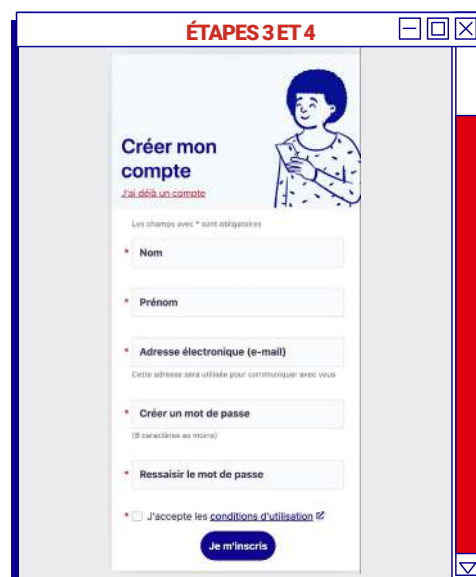 ÉTAPES 3 ET 4
Créer mon
compte
J'ai déjà un compte
Les champs avec * sont obligatoires
* Nom
* Prénom
* Adresse électronique (e-mail)
Cette adresse sera utilisée pour communiquer avec vous
* Créer un mot de passe
(8 caractères au moins)
* Ressaisir le mot de passe
* J'accepte les conditions d'utilisation
Je m'inscris